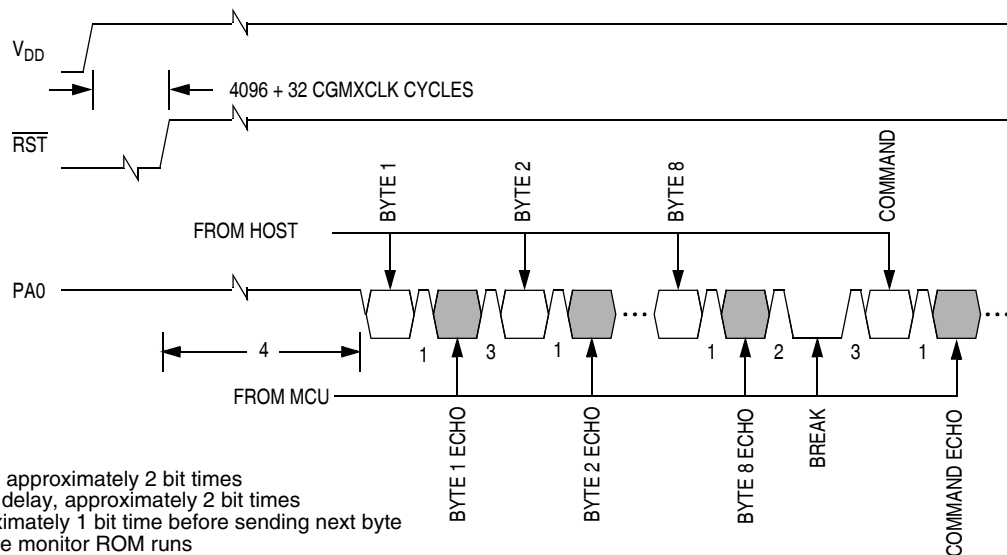 VDD
4096 + 32 CGMXCLK CYCLES
RST
BYTE 1
BYTE 2
BYTE 8
COMMAND
FROM HOST
PA0
4
1
3
1
1
2
3
1
FROM MCU
BYTE 1 ECHO
BYTE 2 ECHO
BYTE 8 ECHO
BREAK
COMMAND ECHO
, approximately 2 bit times
delay, approximately 2 bit times
ximately 1 bit time before sending next byte
e monitor ROM runs